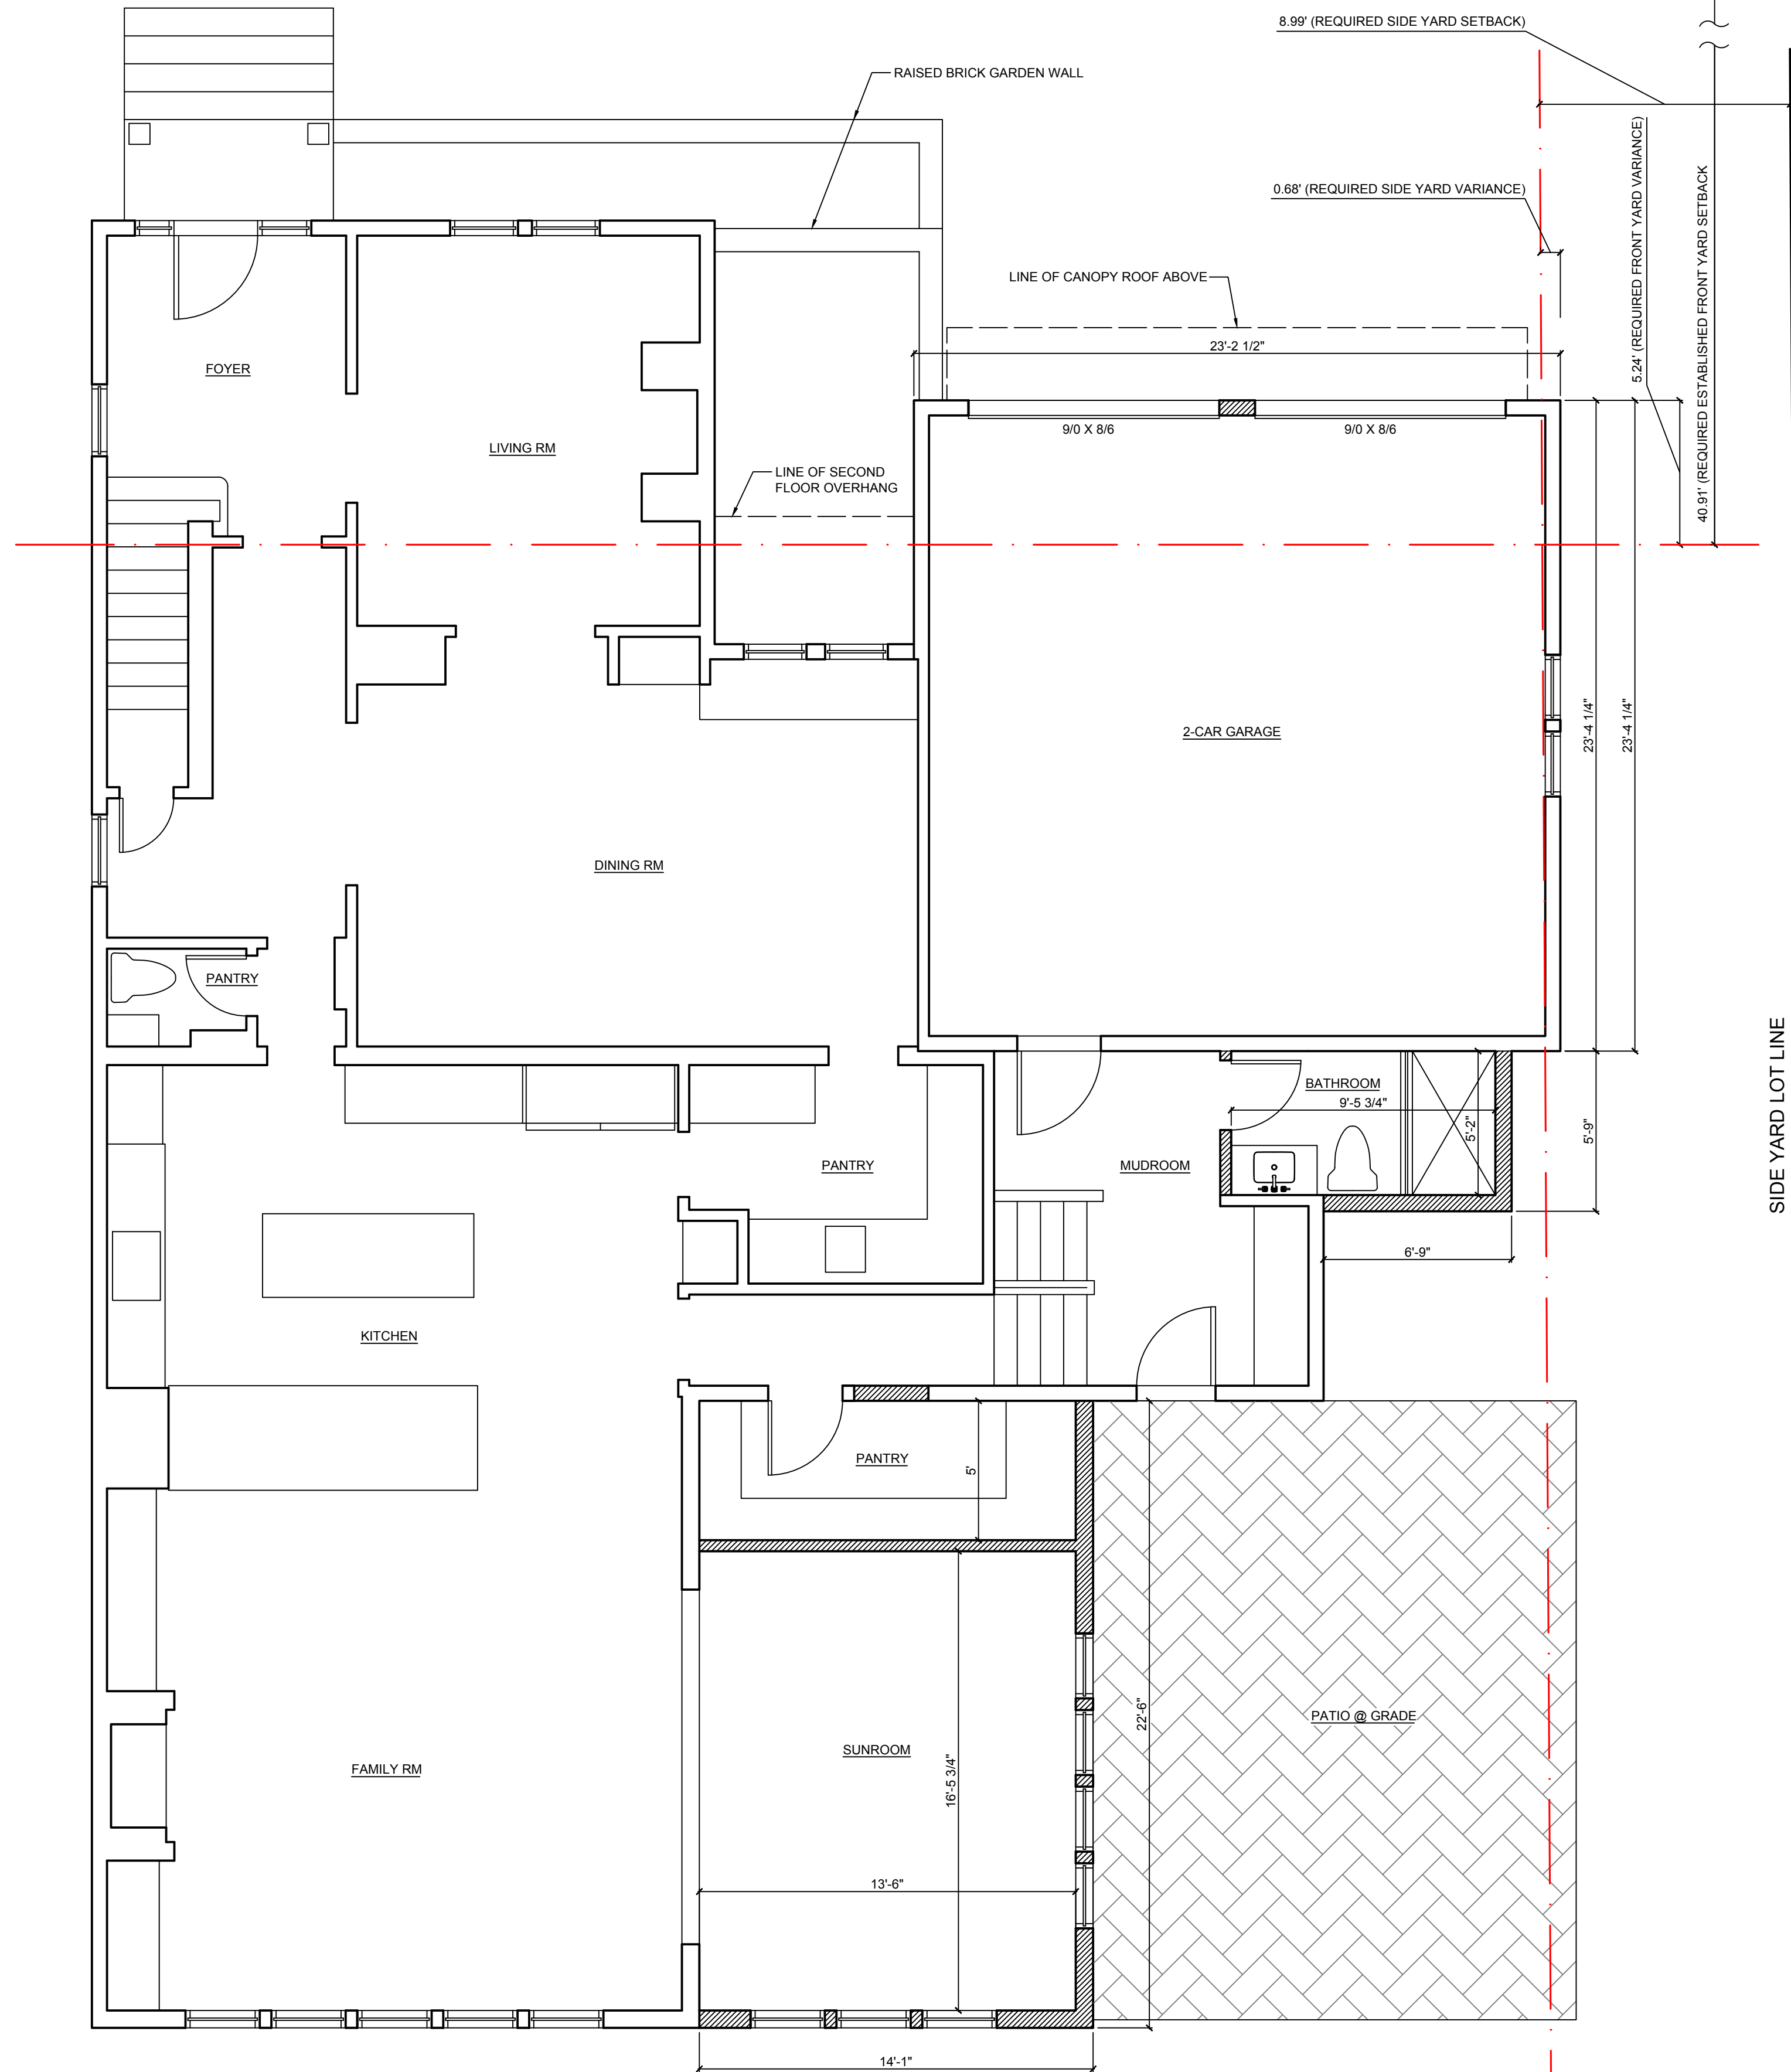 8.99' (REQUIRED SIDE YARD SETBACK)
RAISED BRICK GARDEN WALL
0.68' (REQUIRED SIDE YARD VARIANCE)
5.24' (REQUIRED FRONT YARD VARIANCE)
40.91' (REQUIRED ESTABLISHED FRONT YARD SETBACK
LINE OF CANOPY ROOF ABOVE
23'-2 1/2"
FOYER
9/0 X 8/6
9/0 X 8/6
LIVING RM
LINE OF SECOND
FLOOR OVERHANG
2-CAR GARAGE
23'-4 1/4"
23'-4 1/4"
DINING RM
PANTRY
BATHROOM
9'-5 3/4"
5'-2"
5'-9"
SIDE YARD LOT LINE
PANTRY
MUDROOM
6'-9"
KITCHEN
PANTRY
5'
22'-6"
PATIO @ GRADE
SUNROOM
16'-5 3/4"
FAMILY RM
13'-6"
14'-1"